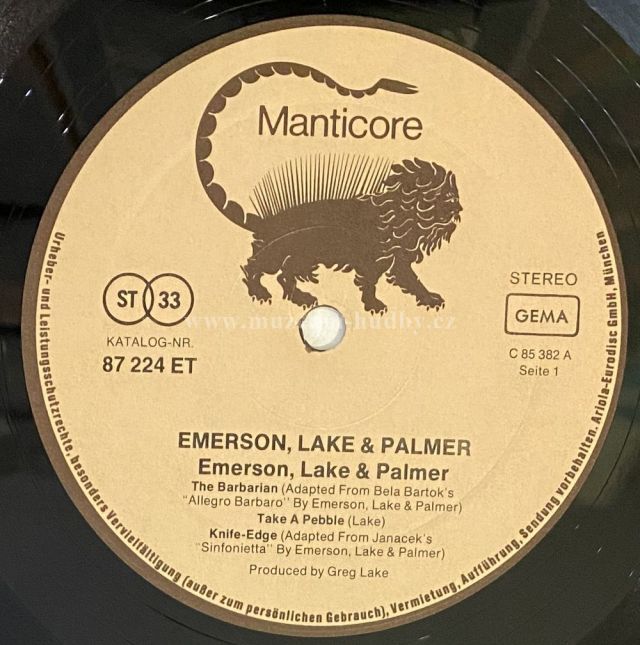 Manticore
ST 33
KATALOG-NR.
87 224 ET
STEREO
GEMA
C 85 382 A
Seite 1
EMERSON, LAKE & PALMER
Emerson, Lake & Palmer
The Barbarian (Adapted From Bela Bartok's
"Allegro Barbaro" By Emerson, Lake & Palmer)
Take A Pebble (Lake)
Knife-Edge (Adapted From Janacek's
"Sinfonietta" By Emerson, Lake & Palmer)
Produced by Greg Lake
Urheber- und Leistungsschutzrechte, besonders Vervielfältigung (außer zum persönlichen Gebrauch), Vermietung, Aufführung, Sendung vorbehalten. Ariola-Eurodisc GmbH, München